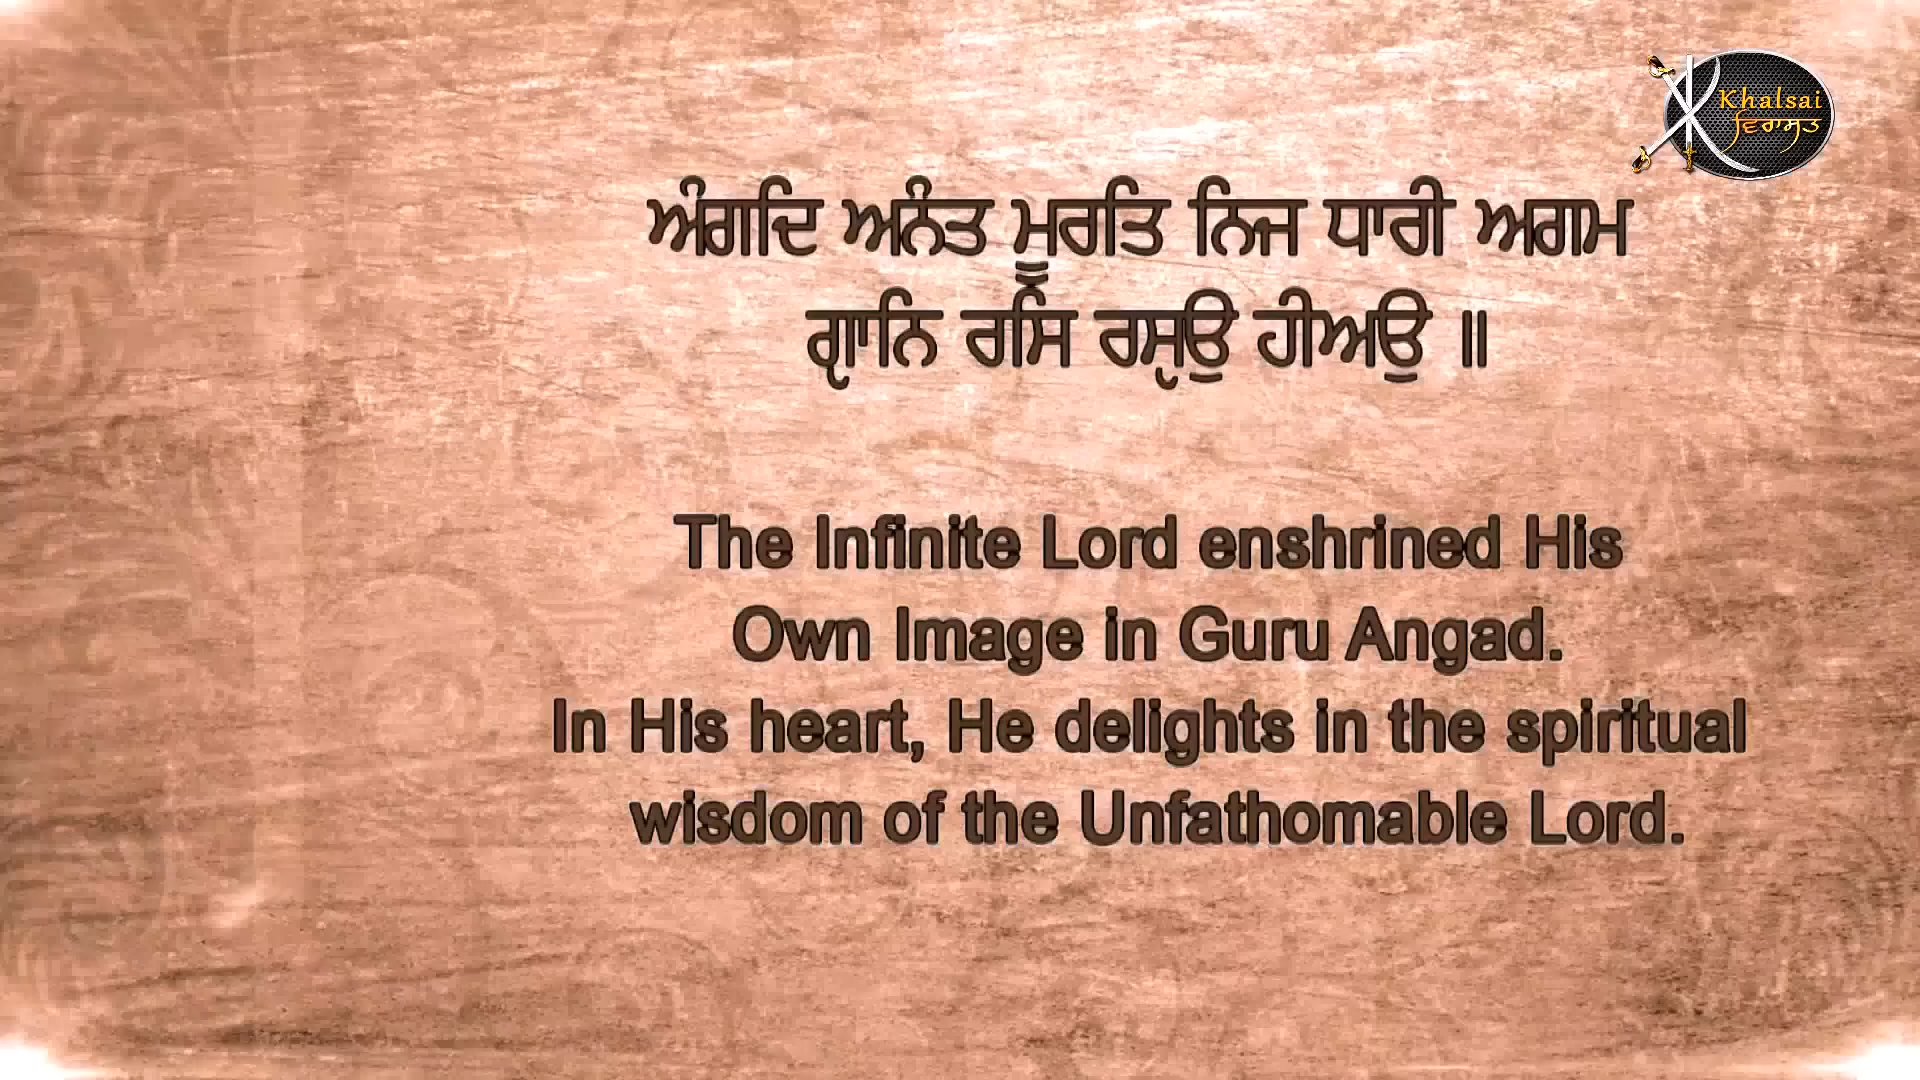 Khalsai
ਵਿਰਾਸਤ
ਅੰਗਦਿ ਅਨੰਤ ਮੂਰਤਿ ਨਿਜ ਧਾਰੀ ਅਗਮ
ਗੵਾਨਿ ਰਸਿ ਰਸੵਉ ਹੀਅਉ ॥
The Infinite Lord enshrined His
Own Image in Guru Angad.
In His heart, He delights in the spiritual
wisdom of the Unfathomable Lord.